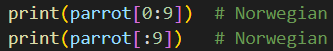 print(parrot[0:9])  # Norwegian
print(parrot[:9])  # Norwegian